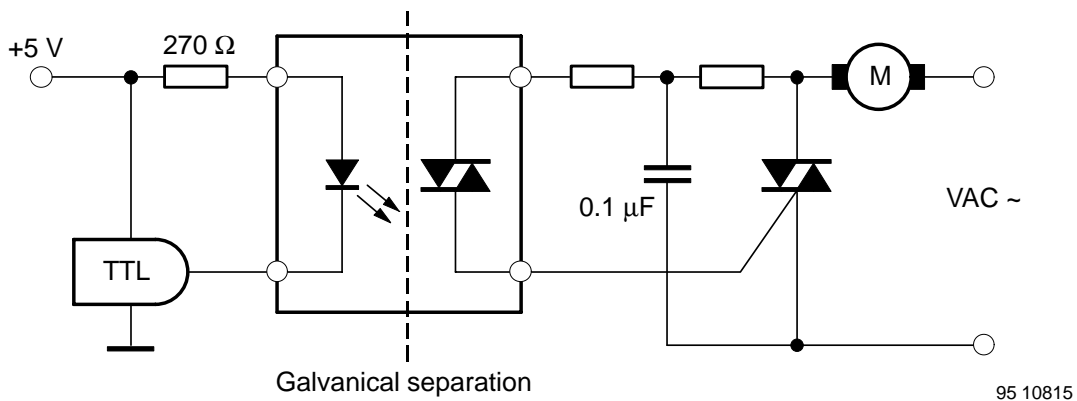 +5 V
270 Ω
M
0.1 μF
VAC ~
TTL
Galvanical separation
95 10815